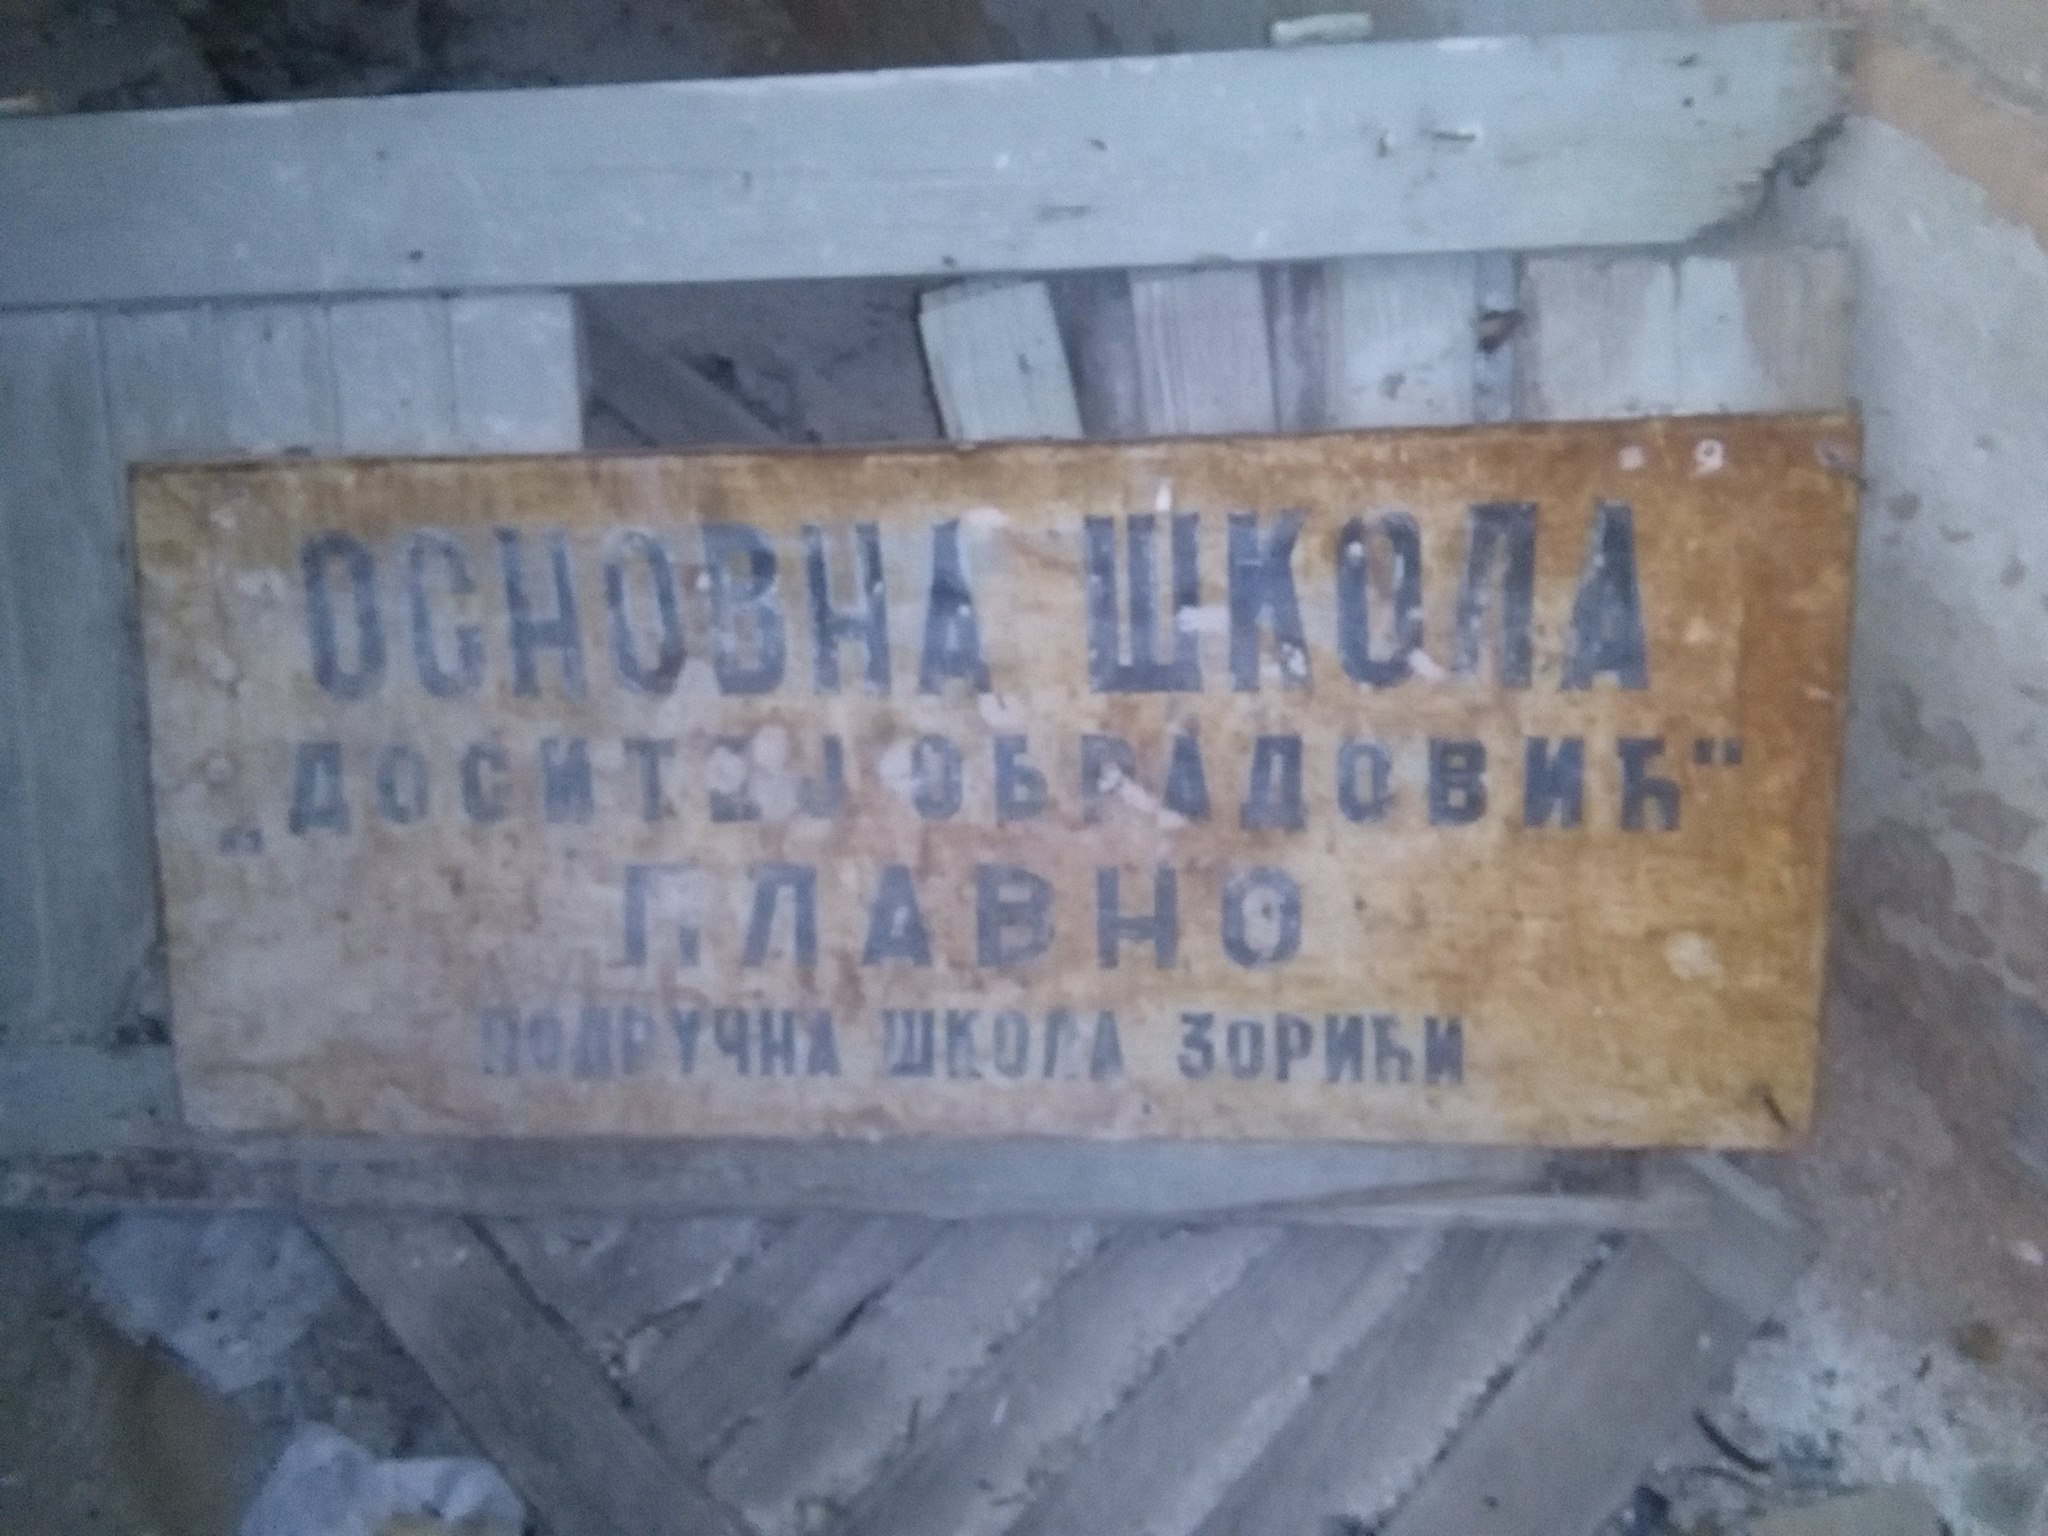 ОСНОВНА ШКОЛА
„ДОСИТЕЈ ОБРАДОВИЋ"
ГЛАВНО
ПОДРУЧНА ШКОЛА ЗОРИЋИ